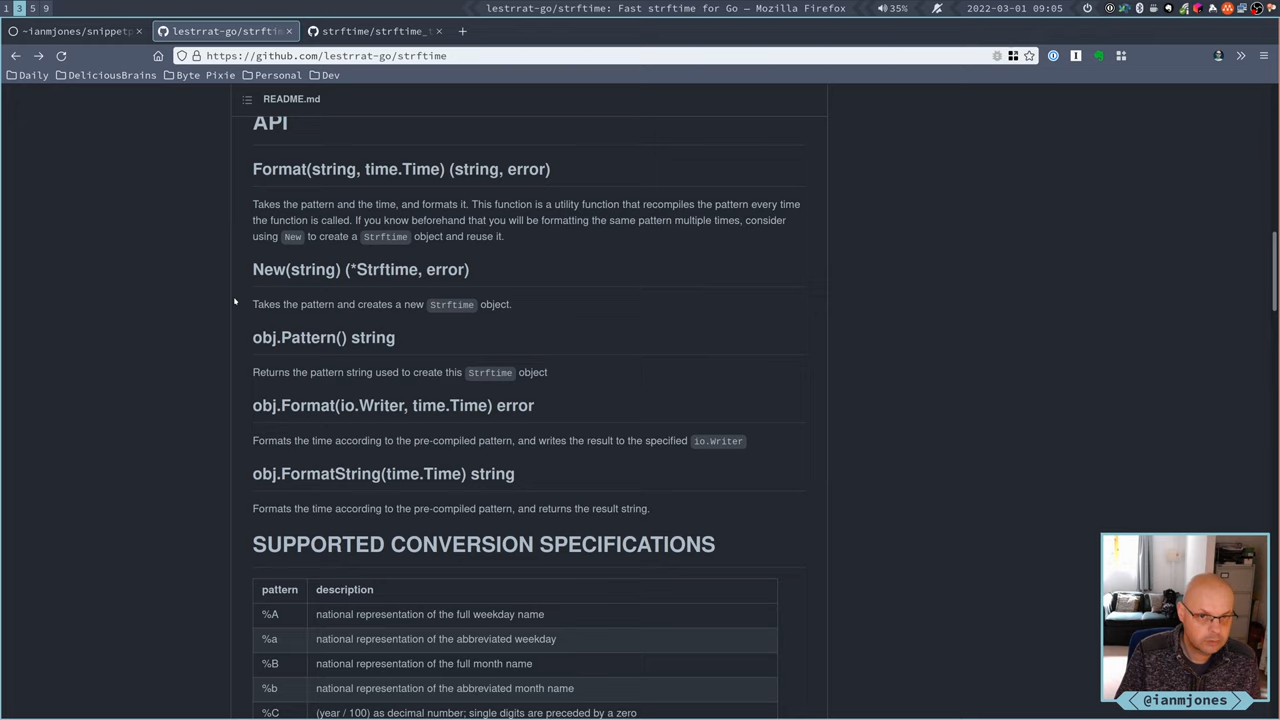 1 3 5 9
lestrrat-go/strftime: Fast strftime for Go — Mozilla Firefox
35%
2022-03-01 09:05
~ianmjones/snippetp
lestrrat-go/strftim
strftime/strftime_t
https://github.com/lestrrat-go/strftime
Daily DeliciousBrains Byte Pixie Personal Dev
README.md
API
Format(string, time.Time) (string, error)
Takes the pattern and the time, and formats it. This function is a utility function that recompiles the pattern every time
the function is called. If you know beforehand that you will be formatting the same pattern multiple times, consider
using New to create a Strftime object and reuse it.
New(string) (*Strftime, error)
Takes the pattern and creates a new Strftime object.
obj.Pattern() string
Returns the pattern string used to create this Strftime object
obj.Format(io.Writer, time.Time) error
Formats the time according to the pre-compiled pattern, and writes the result to the specified io.Writer
obj.FormatString(time.Time) string
Formats the time according to the pre-compiled pattern, and returns the result string.
SUPPORTED CONVERSION SPECIFICATIONS
pattern description
%A national representation of the full weekday name
%a national representation of the abbreviated weekday
%B national representation of the full month name
%b national representation of the abbreviated month name
%C (year / 100) as decimal number; single digits are preceded by a zero
@ianmjones